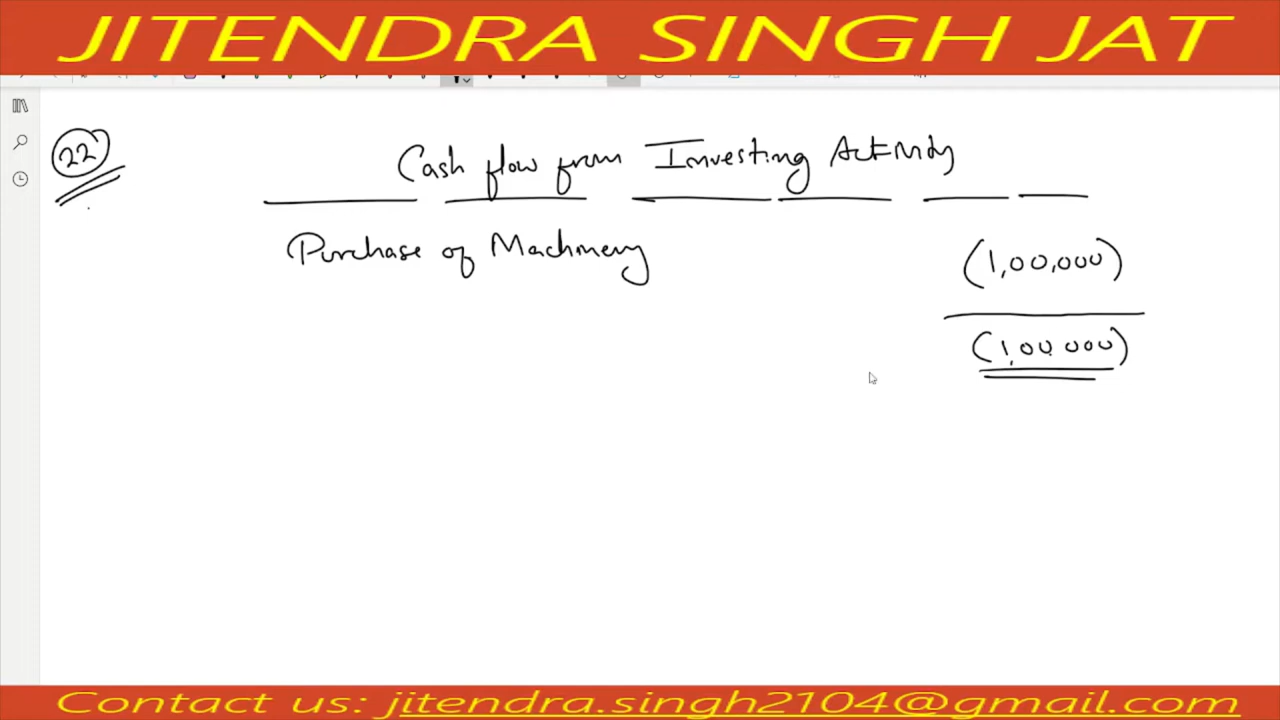 JITENDRA SINGH JAT
22
Cash flow from Investing Activity
Purchase of Machinery (1,00,000)
(1,00,000)
Contact us: jitendra.singh2104@gmail.com